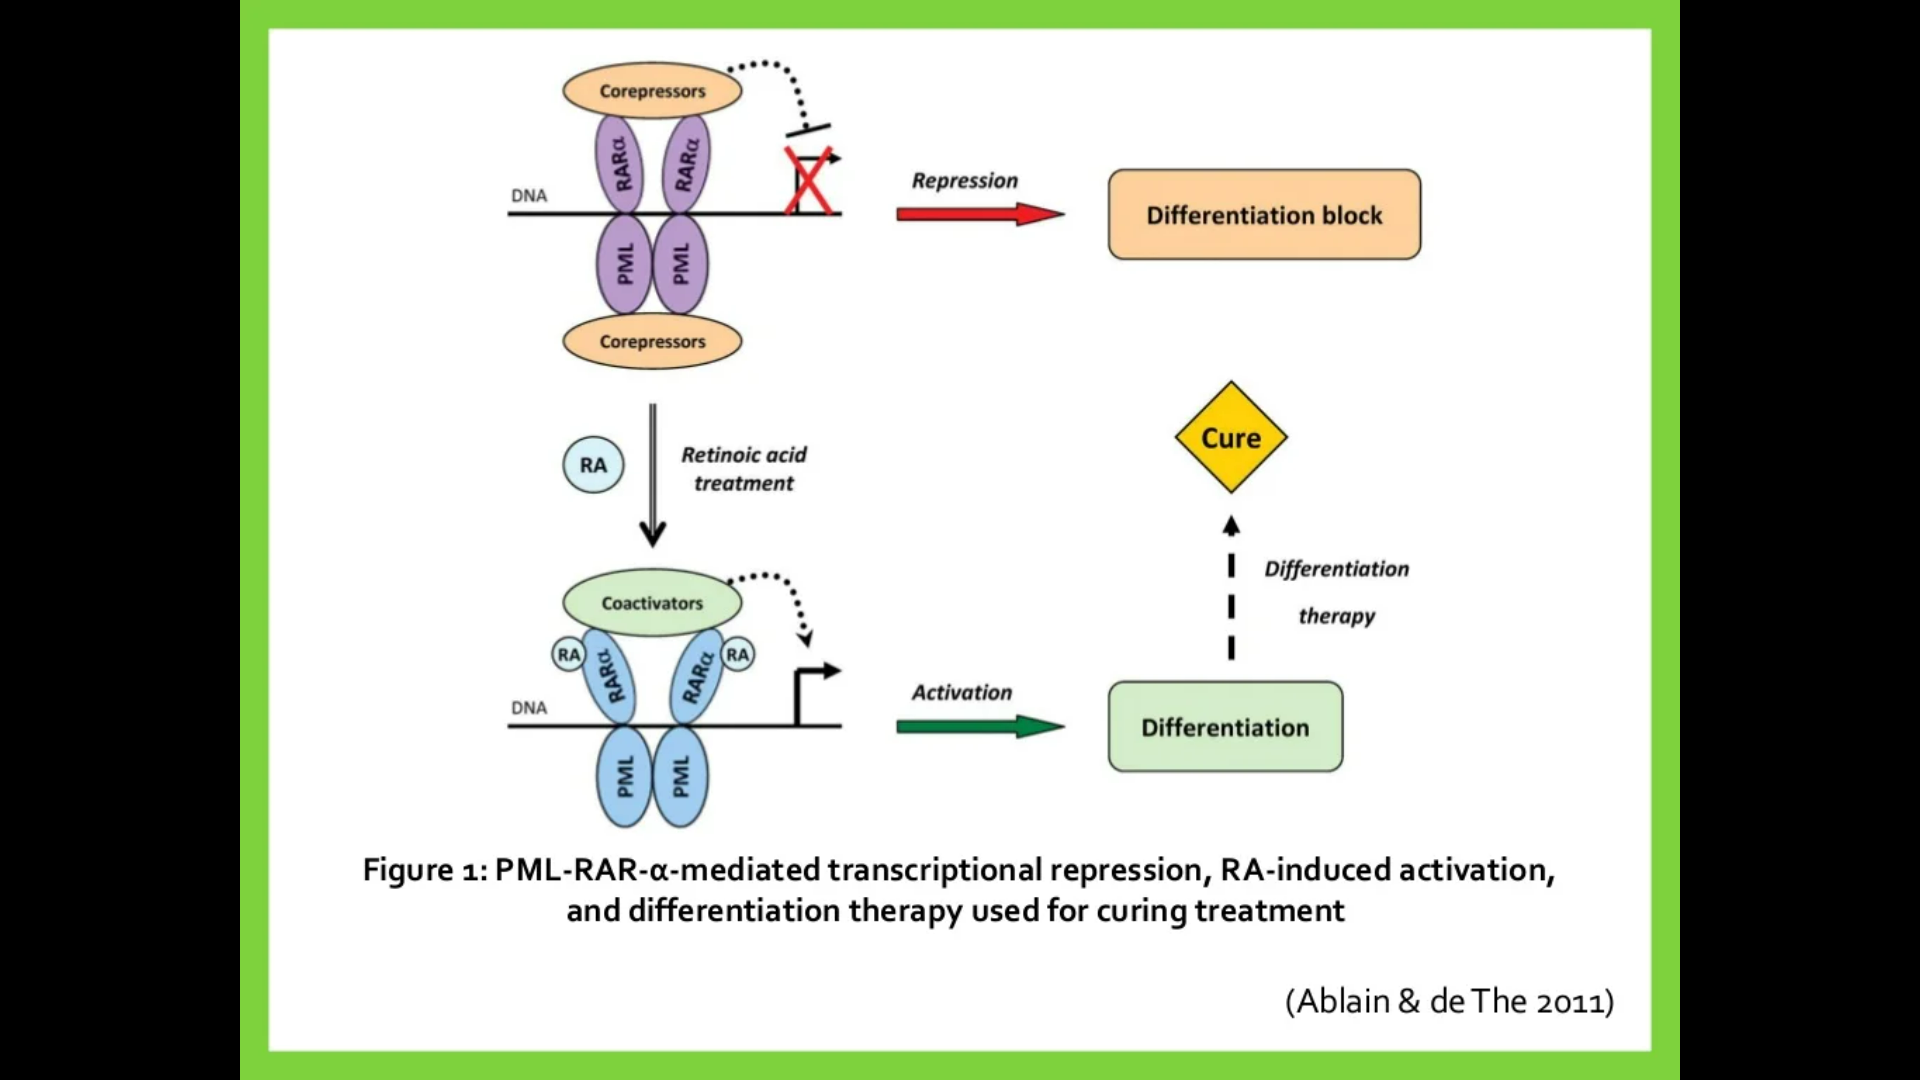 Corepressors
RARα
RARα
DNA
PML
PML
Corepressors
Repression
Differentiation block
RA
Retinoic acid
treatment
Cure
Differentiation
therapy
Coactivators
RA
RA
RARα
RARα
DNA
PML
PML
Activation
Differentiation
Figure 1: PML-RAR-α-mediated transcriptional repression, RA-induced activation,
and differentiation therapy used for curing treatment
(Ablain & de The 2011)